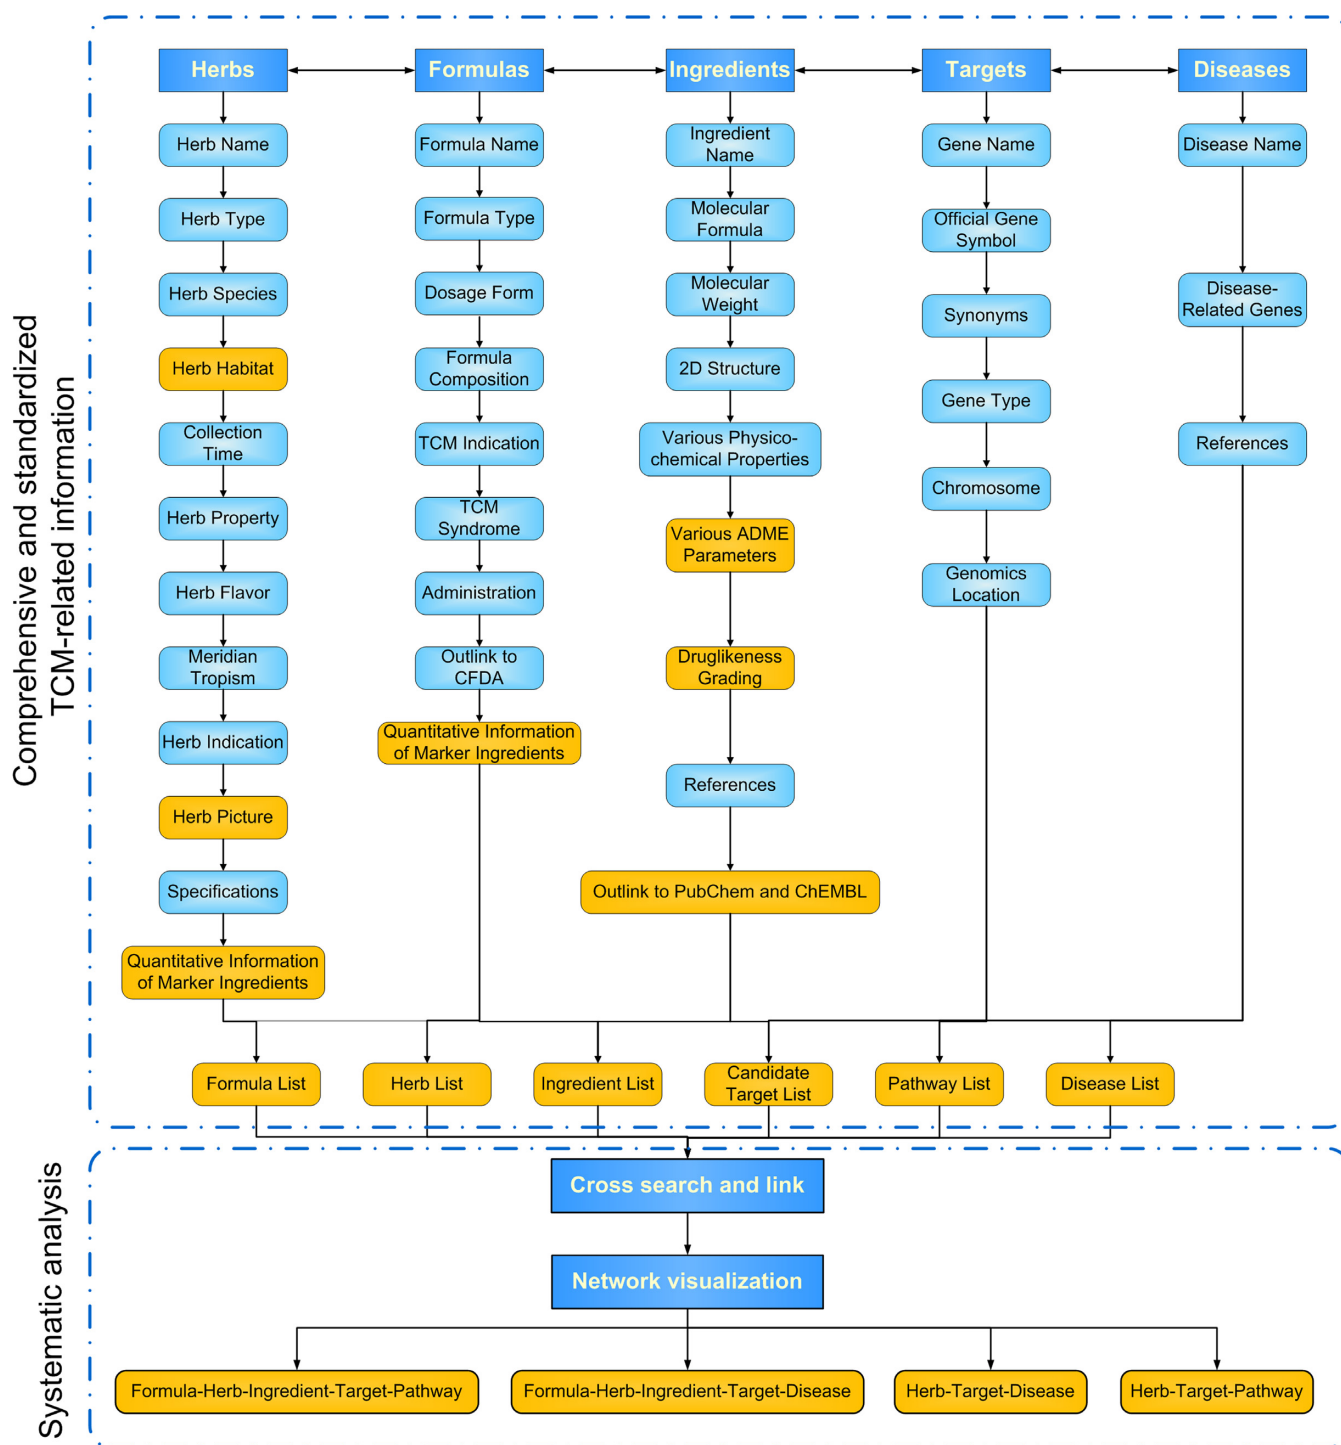 Comprehensive and standardized
TCM-related information
Herbs
Herb Name
Herb Type
Herb Species
Herb Habitat
Collection
Time
Herb Property
Herb Flavor
Meridian
Tropism
Herb Indication
Herb Picture
Specifications
Quantitative Information
of Marker Ingredients
Formulas
Formula Name
Formula Type
Dosage Form
Formula
Composition
TCM Indication
TCM
Syndrome
Administration
Outlink to
CFDA
Quantitative Information
of Marker Ingredients
Ingredients
Ingredient
Name
Molecular
Formula
Molecular
Weight
2D Structure
Various Physico-
chemical Properties
Various ADME
Parameters
Druglikeness
Grading
References
Outlink to PubChem and ChEMBL
Targets
Gene Name
Official Gene
Symbol
Synonyms
Gene Type
Chromosome
Genomics
Location
Diseases
Disease Name
Disease-
Related Genes
References
Formula List
Herb List
Ingredient List
Candidate
Target List
Pathway List
Disease List
Systematic analysis
Cross search and link
Network visualization
Formula-Herb-Ingredient-Target-Pathway
Formula-Herb-Ingredient-Target-Disease
Herb-Target-Disease
Herb-Target-Pathway